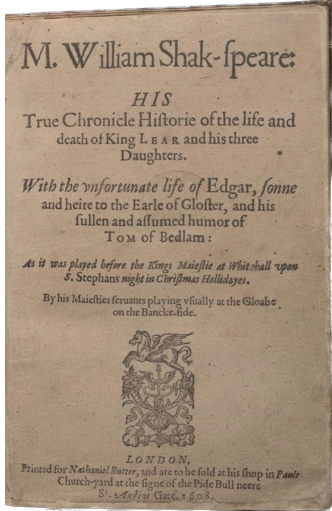 M. William Shak-ſpeare:
HIS
True Chronicle Hiſtorie of the life and
death of King LEAR and his three
Daughters.
With the vnfortunate life of Edgar, ſonne
and heire to the Earle of Gloſter, and his
ſullen and aſſumed humor of
TOM of Bedlam:
As it was played before the Kings Maieſtie at Whitehall vpon
S. Stephans night in Chriſtmas Hollidayes.
By his Maieſties ſeruants playing vſually at the Gloabe
on the Bancke-ſide.
LONDON,
Printed for Nathaniel Butter, and are to be ſold at his ſhop in Pauls
Church-yard at the ſigne of the Pide Bull neere
St. Auſtins Gate. 1608.